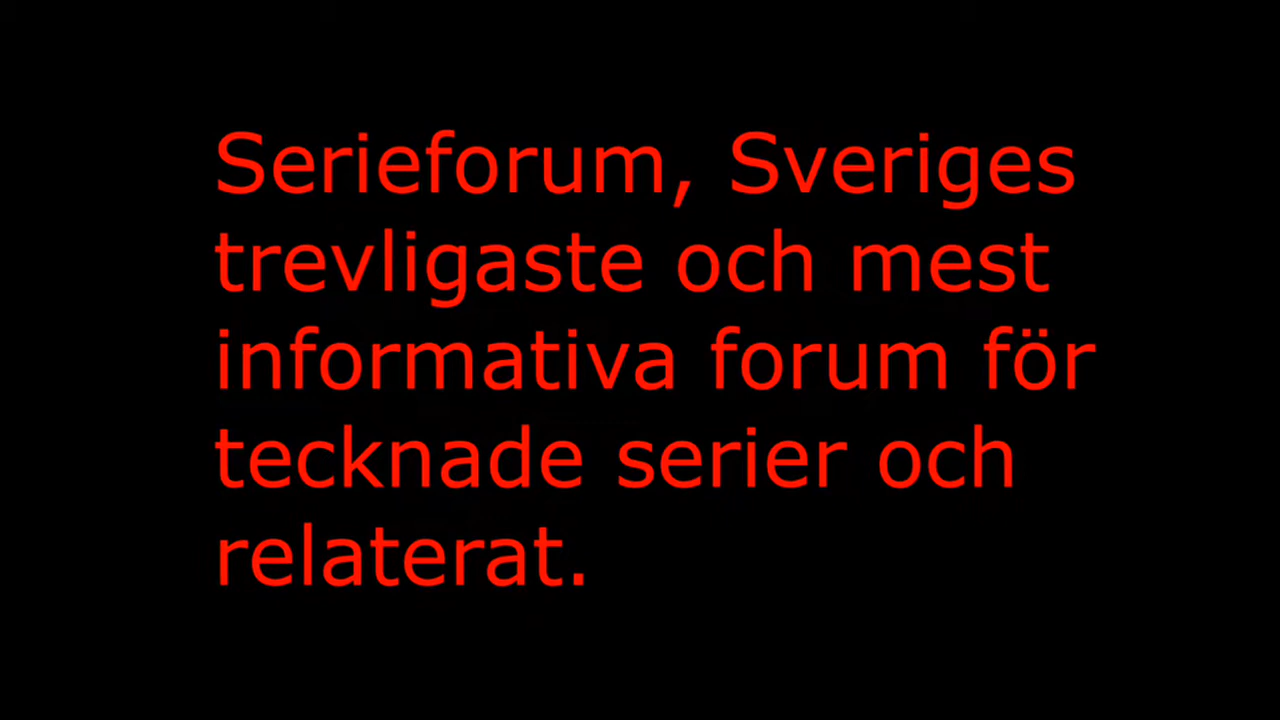 Serieforum, Sveriges
trevligaste och mest
informativa forum för
tecknade serier och
relaterat.